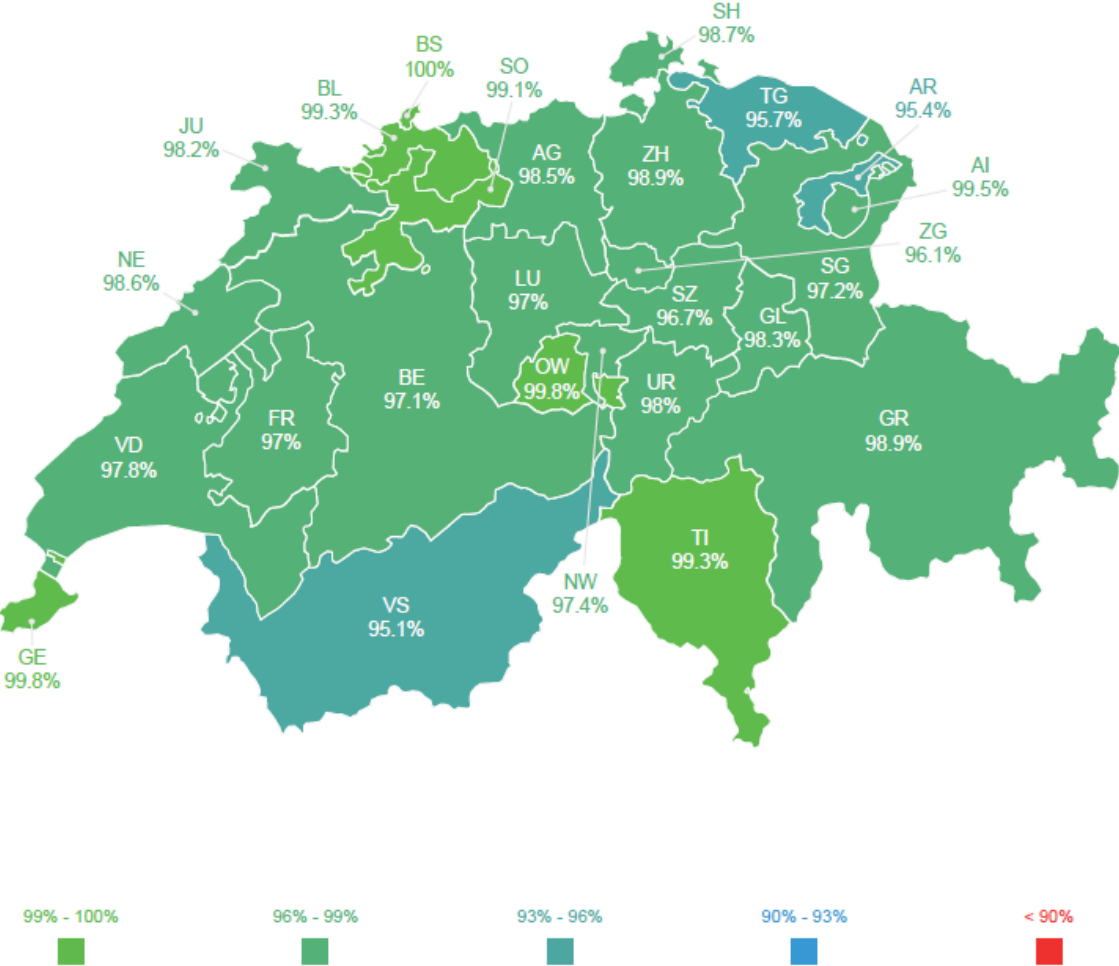 SH
98.7%
BS
100%
SO
99.1%
BL
99.3%
AR
95.4%
TG
95.7%
JU
98.2%
AG
98.5%
ZH
98.9%
AI
99.5%
ZG
96.1%
NE
98.6%
LU
97%
SG
97.2%
SZ
96.7%
GL
98.3%
OW
99.8%
BE
97.1%
UR
98%
FR
97%
GR
98.9%
VD
97.8%
TI
99.3%
NW
97.4%
VS
95.1%
GE
99.8%
99% - 100%
96% - 99%
93% - 96%
90% - 93%
< 90%